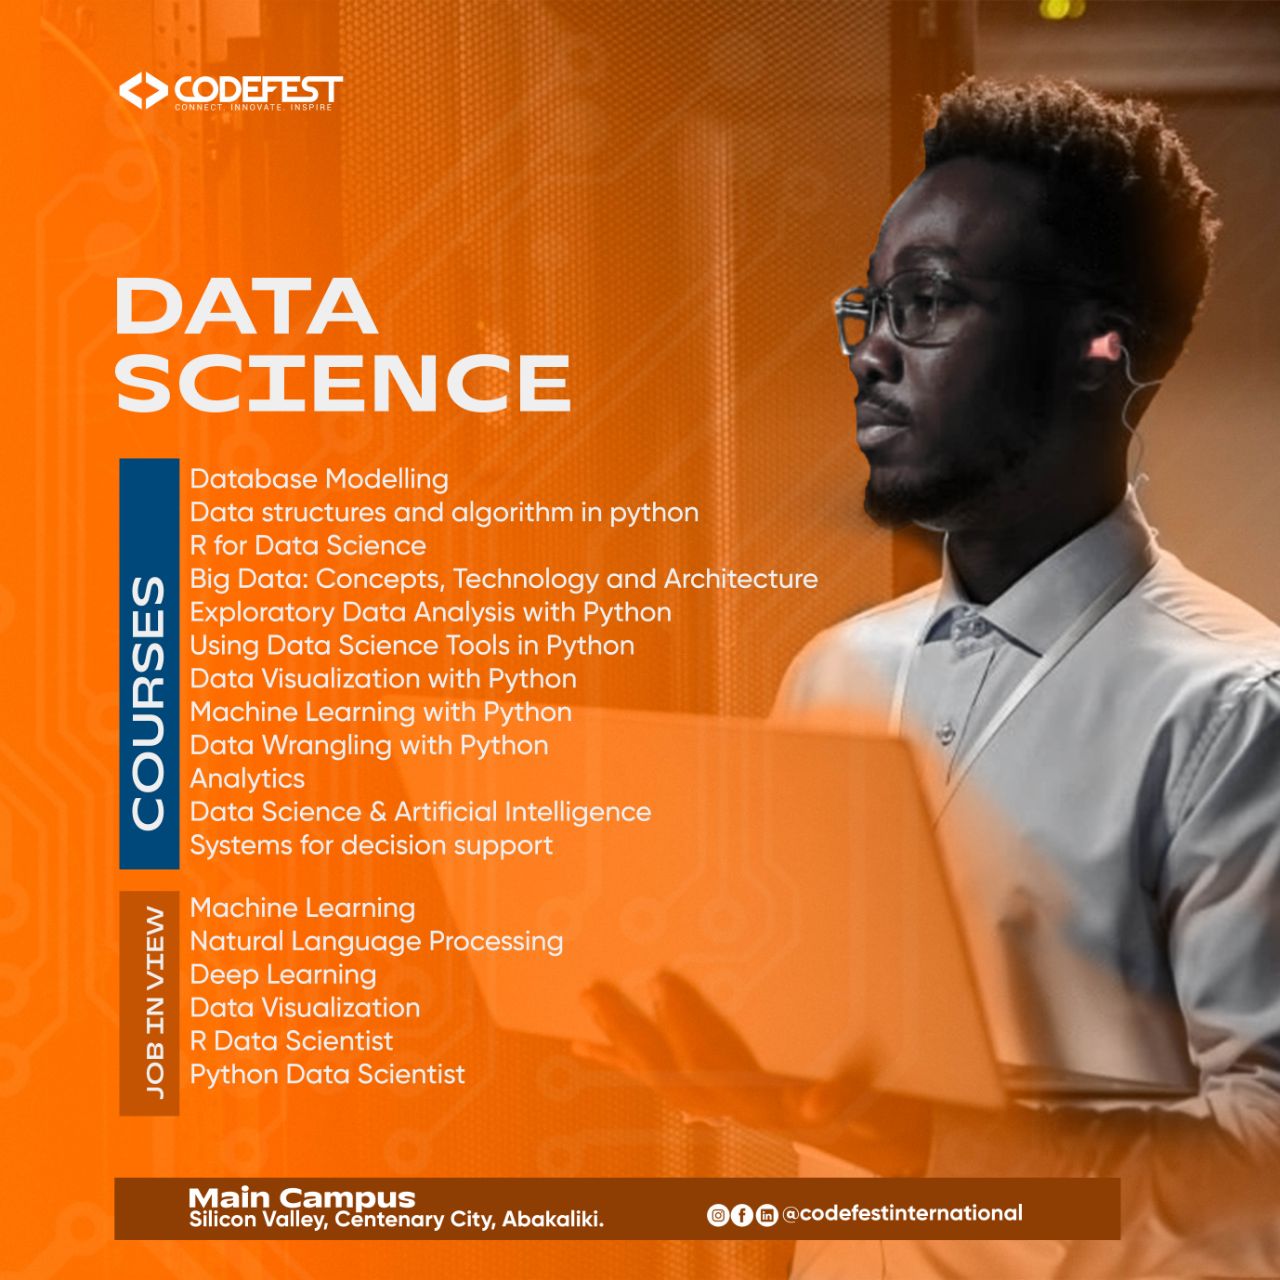 CODEFEST
CONNECT. INNOVATE. INSPIRE
DATA
SCIENCE
COURSES
Database Modelling
Data structures and algorithm in python
R for Data Science
Big Data: Concepts, Technology and Architecture
Exploratory Data Analysis with Python
Using Data Science Tools in Python
Data Visualization with Python
Machine Learning with Python
Data Wrangling with Python
Analytics
Data Science & Artificial Intelligence
Systems for decision support
JOB IN VIEW
Machine Learning
Natural Language Processing
Deep Learning
Data Visualization
R Data Scientist
Python Data Scientist
Main Campus
Silicon Valley, Centenary City, Abakaliki.
@codefestinternational